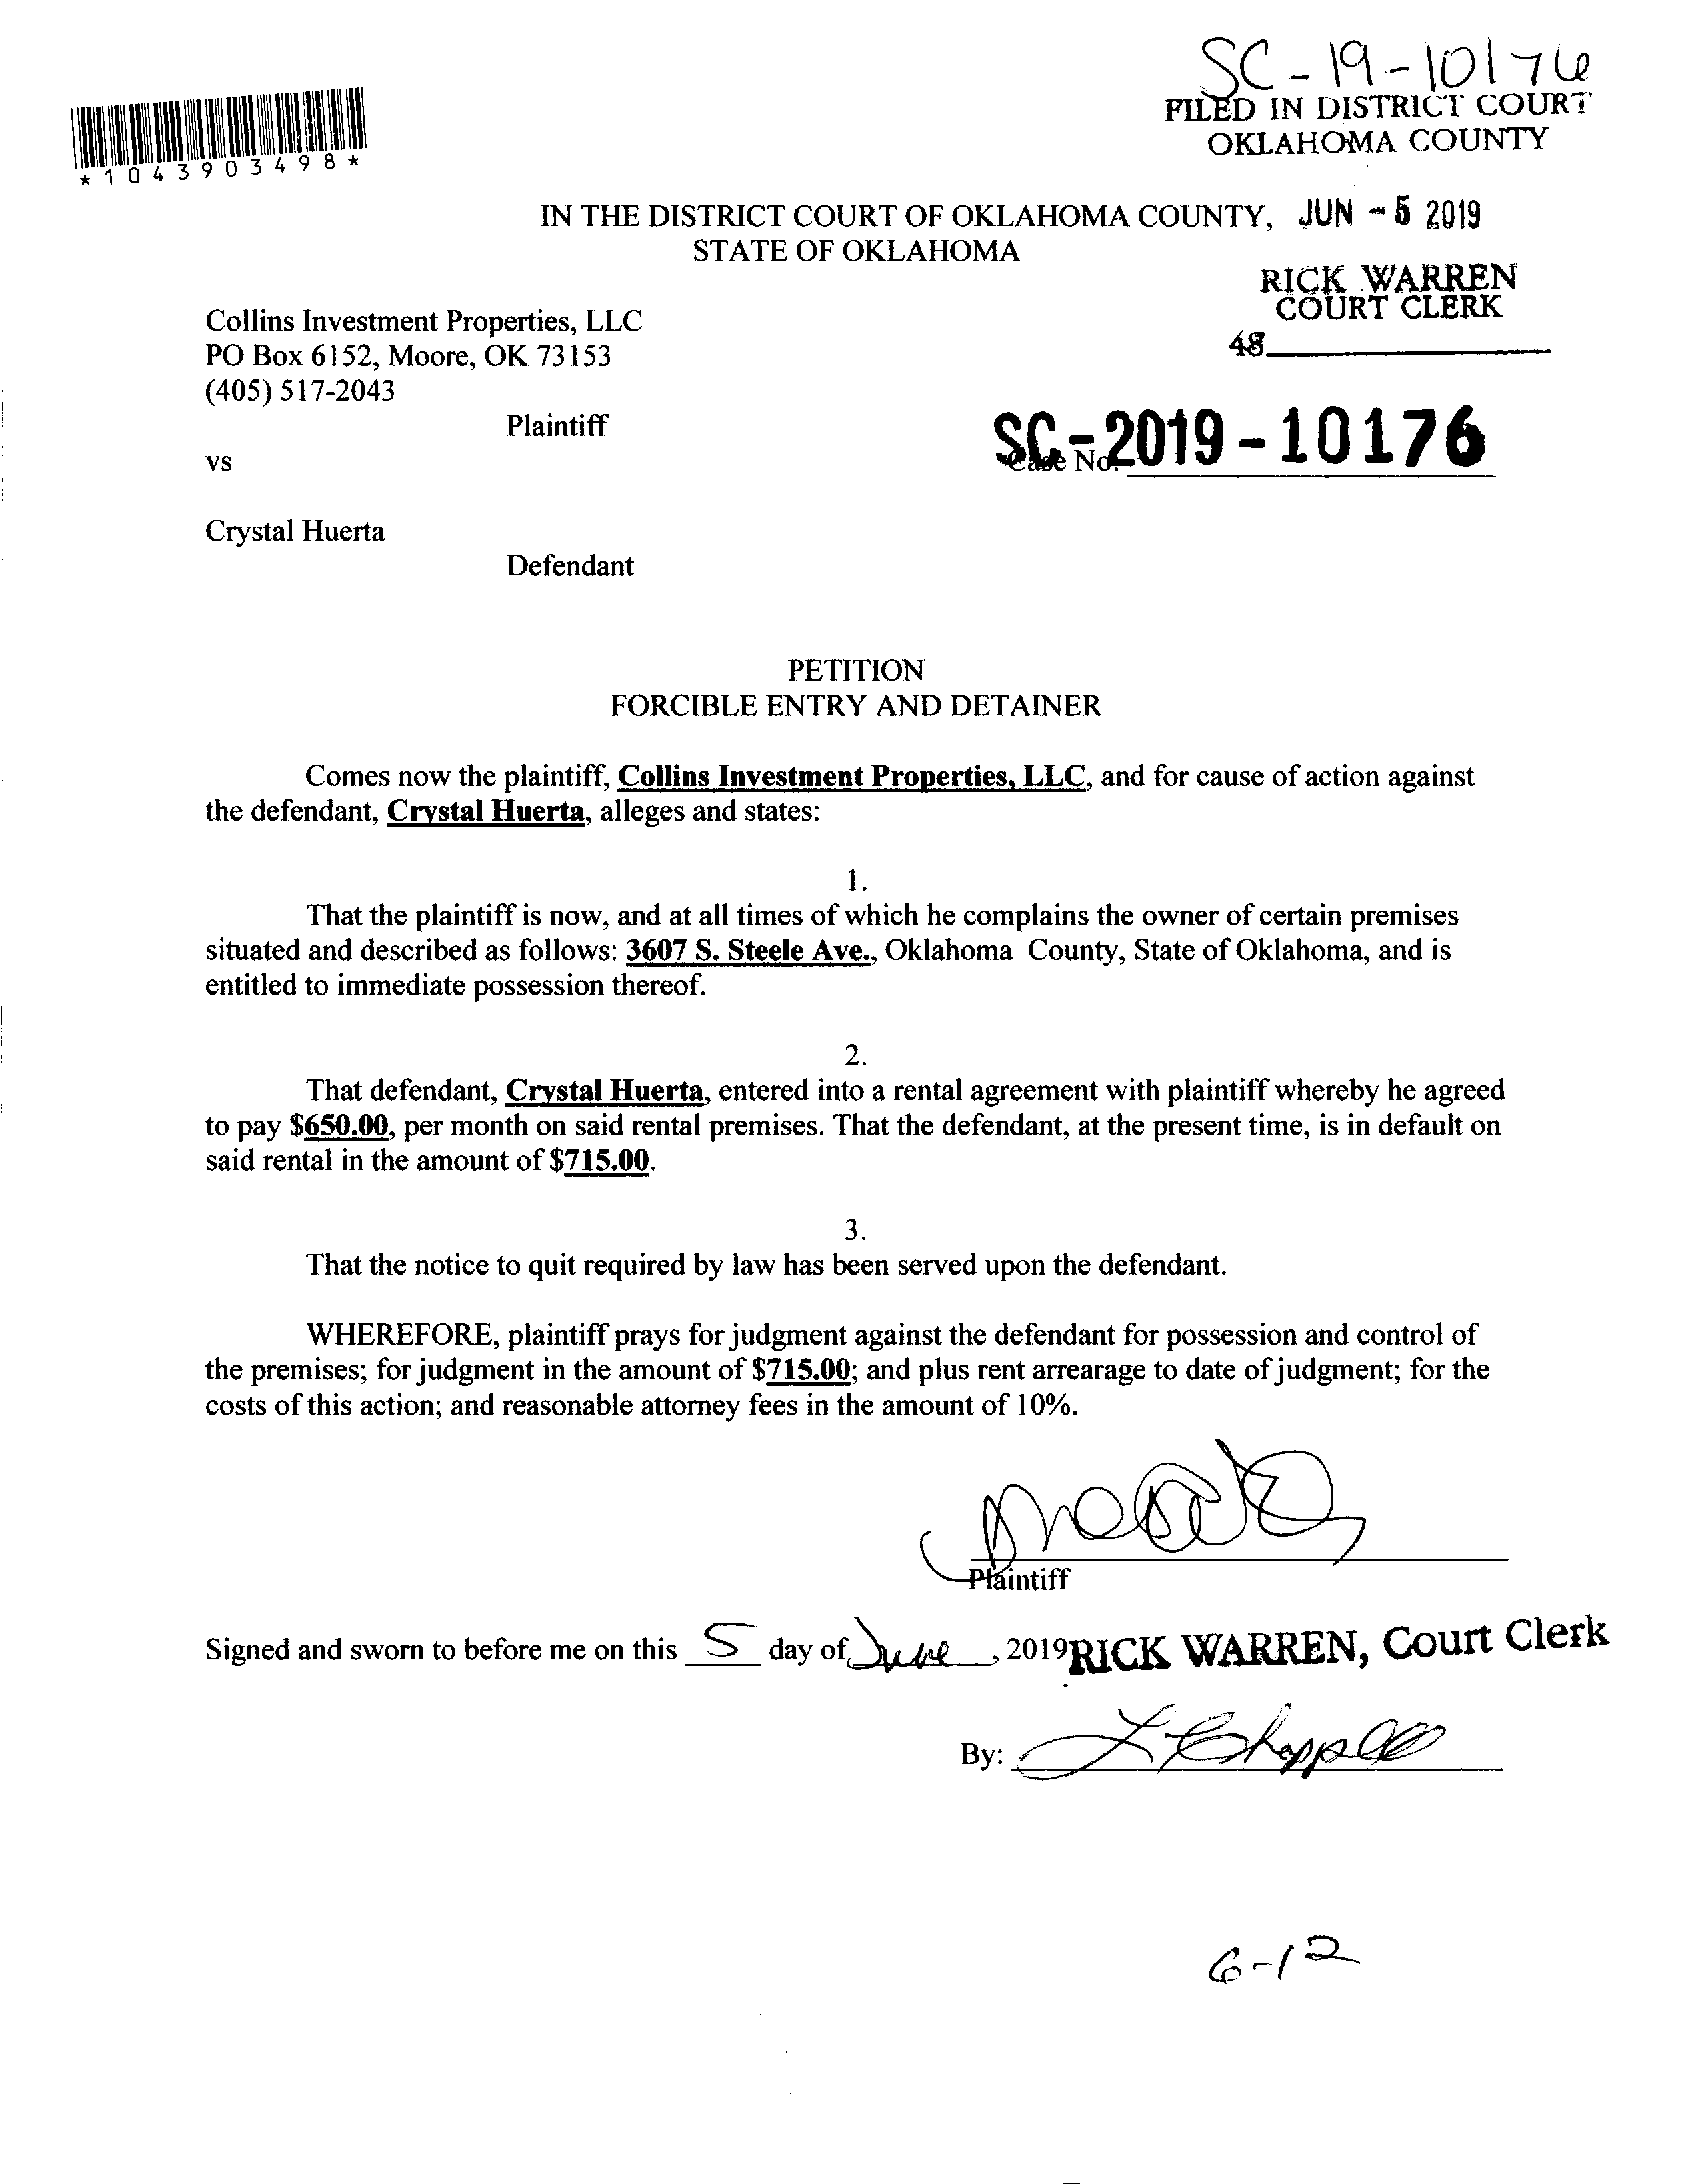 SC-19-10176
FILED IN DISTRICT COURT
OKLAHOMA COUNTY
*1043903498*
IN THE DISTRICT COURT OF OKLAHOMA COUNTY, JUN - 5 2019
STATE OF OKLAHOMA
RICK WARREN
COURT CLERK
48
Collins Investment Properties, LLC
PO Box 6152, Moore, OK 73153
(405) 517-2043
Plaintiff
vs
Case No. SC-2019-10176
Crystal Huerta
Defendant
PETITION
FORCIBLE ENTRY AND DETAINER
Comes now the plaintiff, Collins Investment Properties, LLC, and for cause of action against
the defendant, Crystal Huerta, alleges and states:
1.
That the plaintiff is now, and at all times of which he complains the owner of certain premises
situated and described as follows: 3607 S. Steele Ave., Oklahoma County, State of Oklahoma, and is
entitled to immediate possession thereof.
2.
That defendant, Crystal Huerta, entered into a rental agreement with plaintiff whereby he agreed
to pay $650.00, per month on said rental premises. That the defendant, at the present time, is in default on
said rental in the amount of $715.00.
3.
That the notice to quit required by law has been served upon the defendant.
WHEREFORE, plaintiff prays for judgment against the defendant for possession and control of
the premises; for judgment in the amount of $715.00; and plus rent arrearage to date of judgment; for the
costs of this action; and reasonable attorney fees in the amount of 10%.
Plaintiff
Signed and sworn to before me on this 5 day of June, 2019 RICK WARREN, Court Clerk
By: L Chappell
6-12